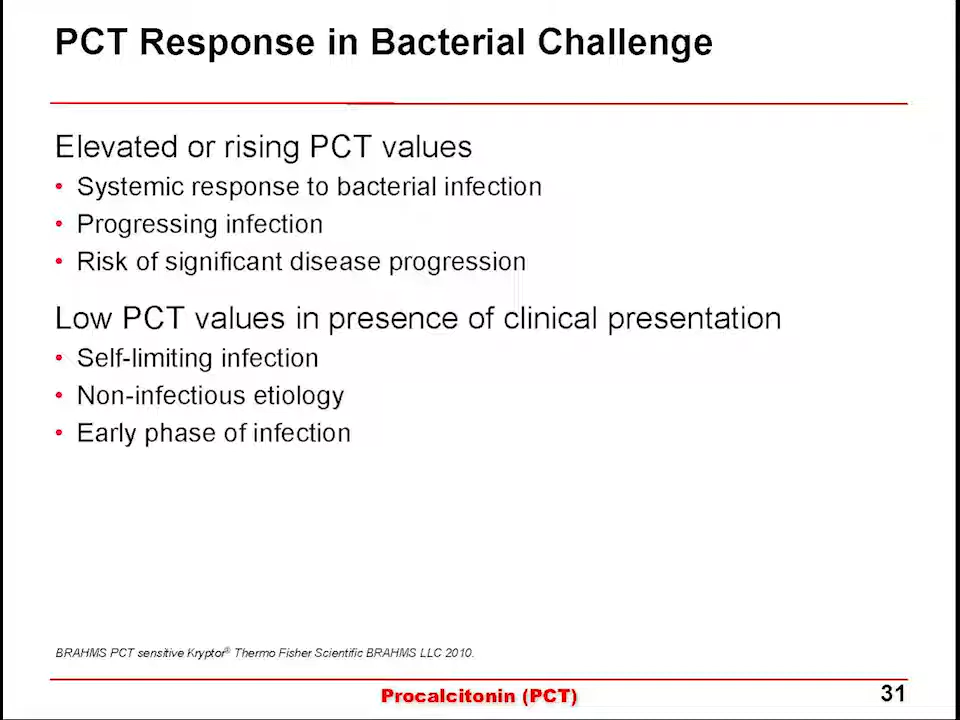 PCT Response in Bacterial Challenge
Elevated or rising PCT values
• Systemic response to bacterial infection
• Progressing infection
• Risk of significant disease progression
Low PCT values in presence of clinical presentation
• Self-limiting infection
• Non-infectious etiology
• Early phase of infection
BRAHMS PCT sensitive Kryptor® Thermo Fisher Scientific BRAHMS LLC 2010.
Procalcitonin (PCT)
31